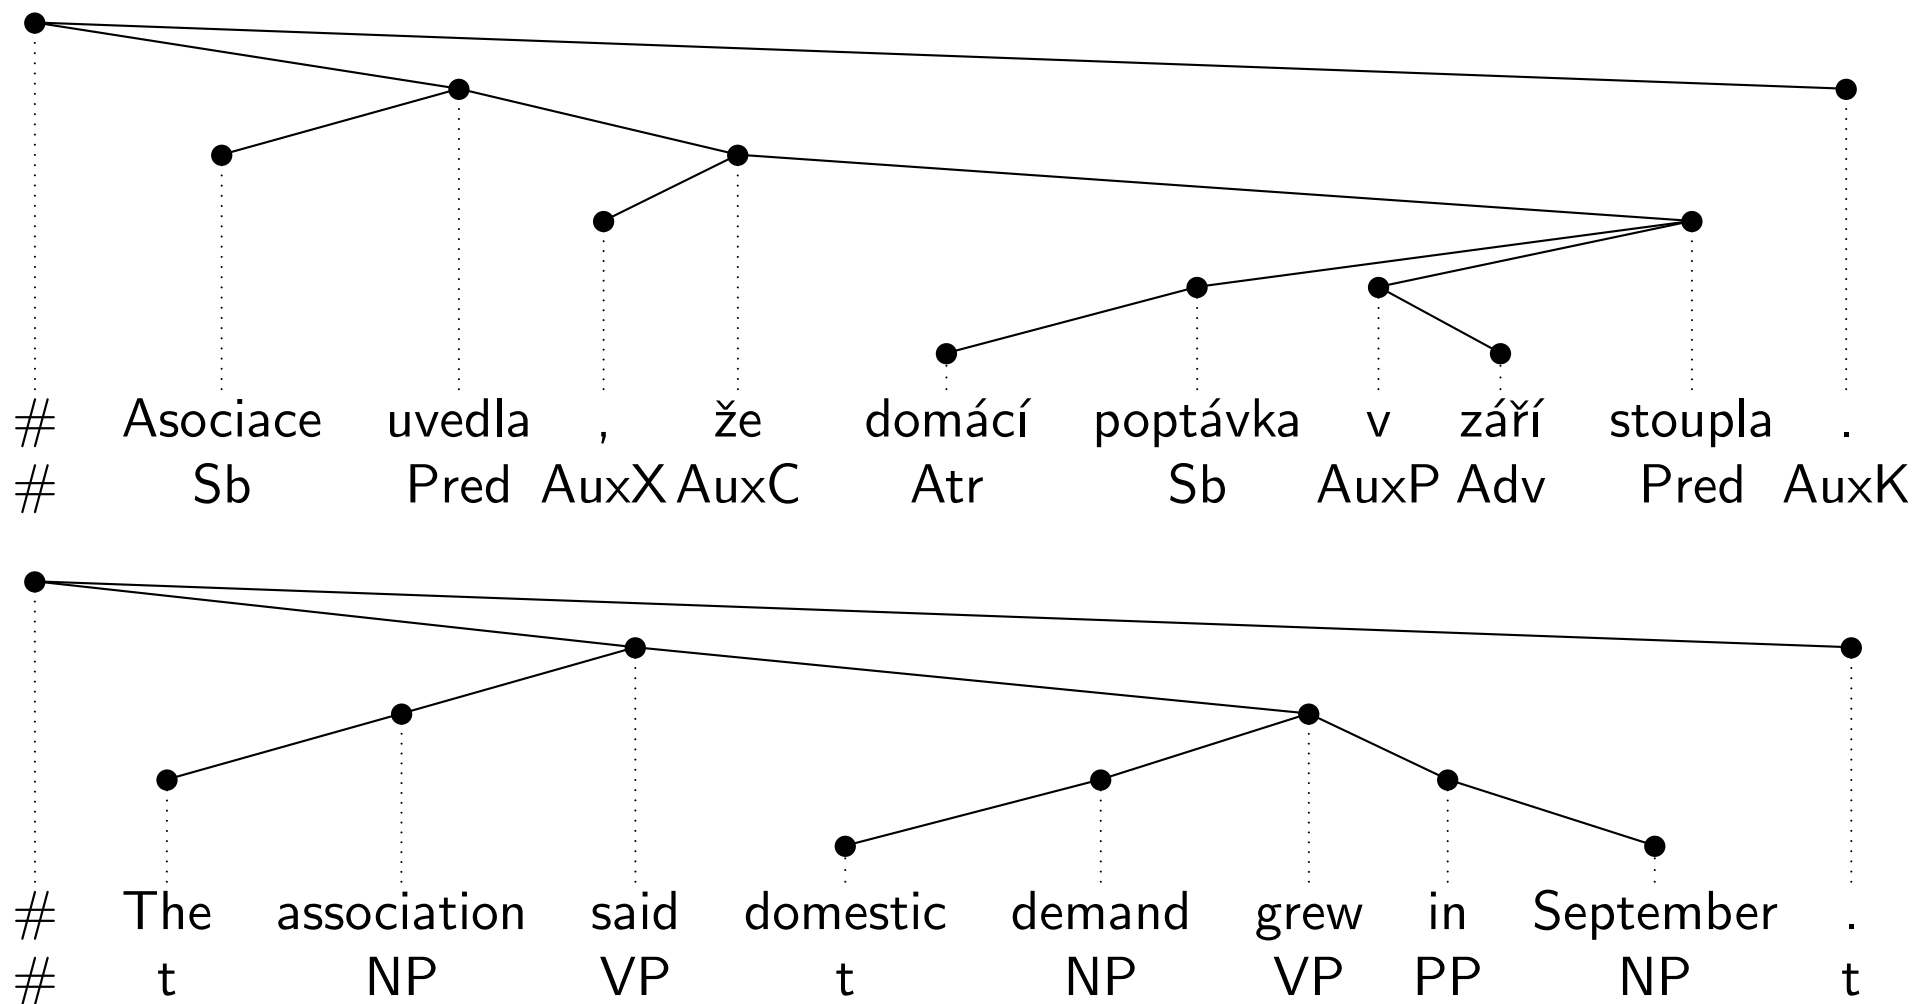 # Asociace uvedla , že domácí poptávka v září stoupla .
# Sb Pred AuxX AuxC Atr Sb AuxP Adv Pred AuxK
# The association said domestic demand grew in September .
# t NP VP t NP VP PP NP t